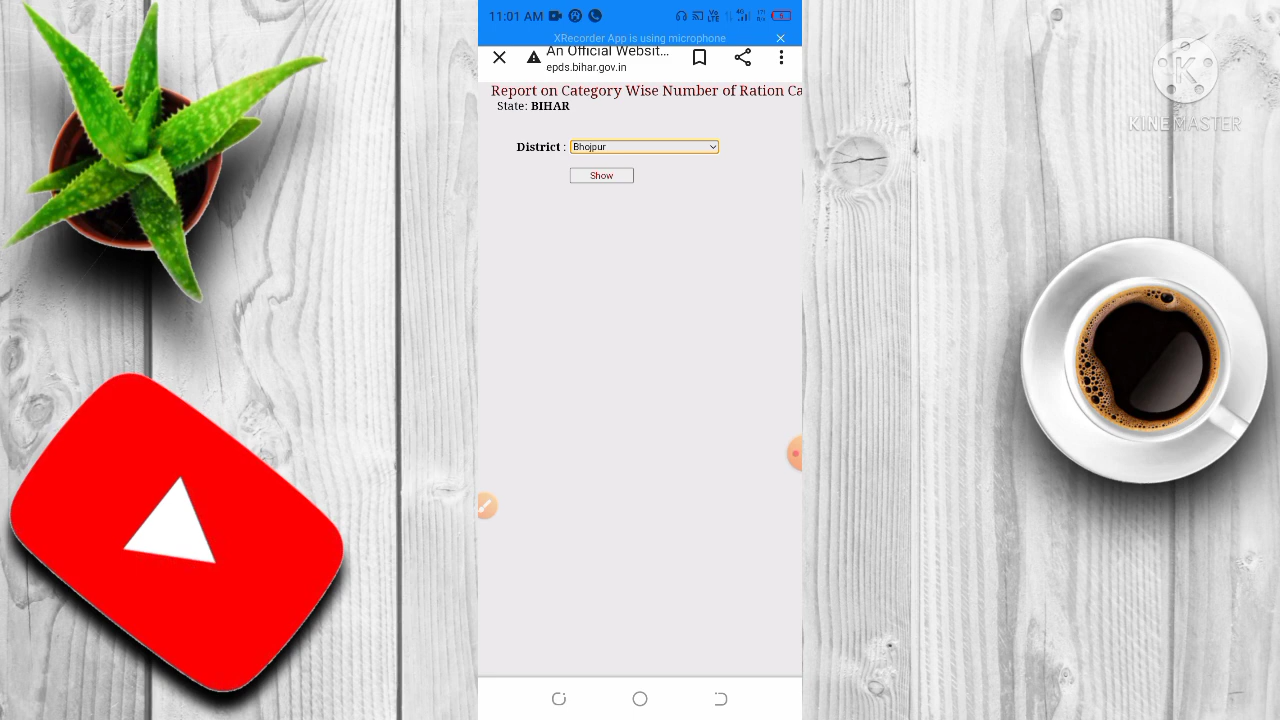 11:01 AM
XRecorder App is using microphone
An Official Websit...
epds.bihar.gov.in
Report on Category Wise Number of Ration Ca
State: BIHAR
District : Bhojpur
Show
KINEMASTER